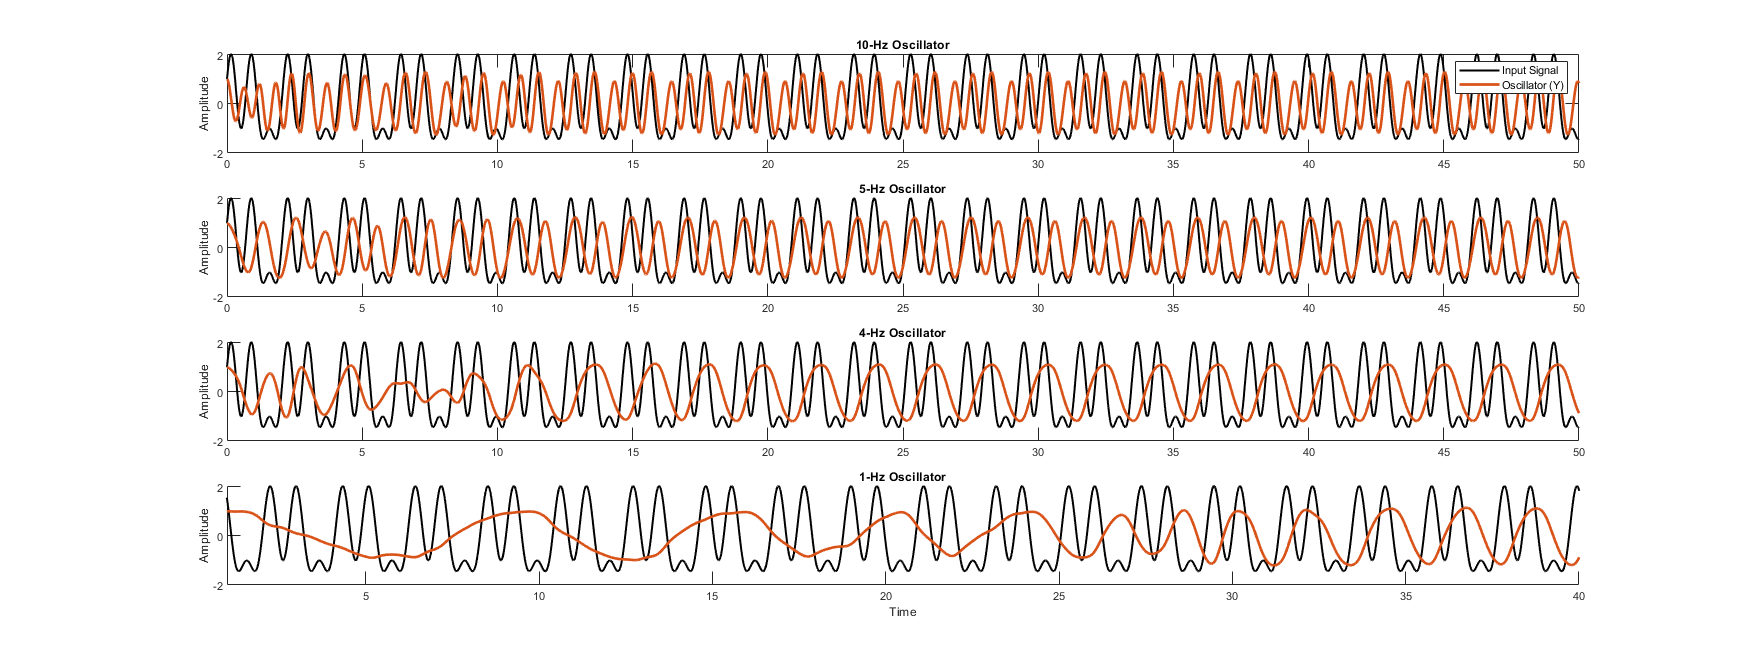 10-Hz Oscillator
Amplitude
2
0
-2
Input Signal
Oscillator (Y)
0 5 10 15 20 25 30 35 40 45 50
5-Hz Oscillator
Amplitude
2
0
-2
0 5 10 15 20 25 30 35 40 45 50
4-Hz Oscillator
Amplitude
2
0
-2
0 5 10 15 20 25 30 35 40 45 50
1-Hz Oscillator
Amplitude
2
0
-2
5 10 15 20 25 30 35 40
Time